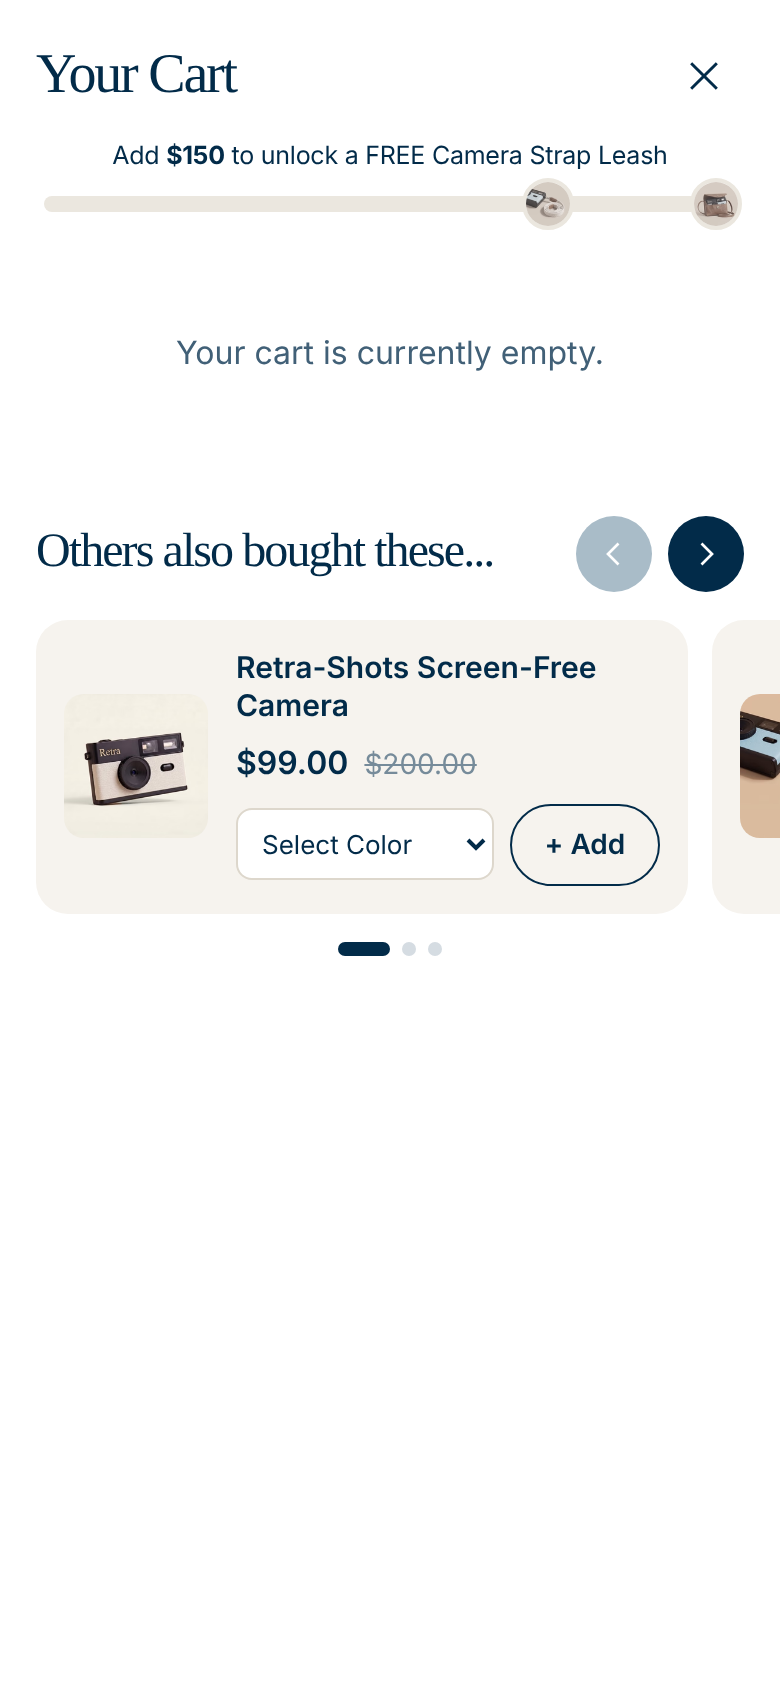 Your Cart
Add $150 to unlock a FREE Camera Strap Leash
Your cart is currently empty.
Others also bought these...
Retra-Shots Screen-Free
Camera
Retra
$99.00 $200.00
Select Color
+ Add